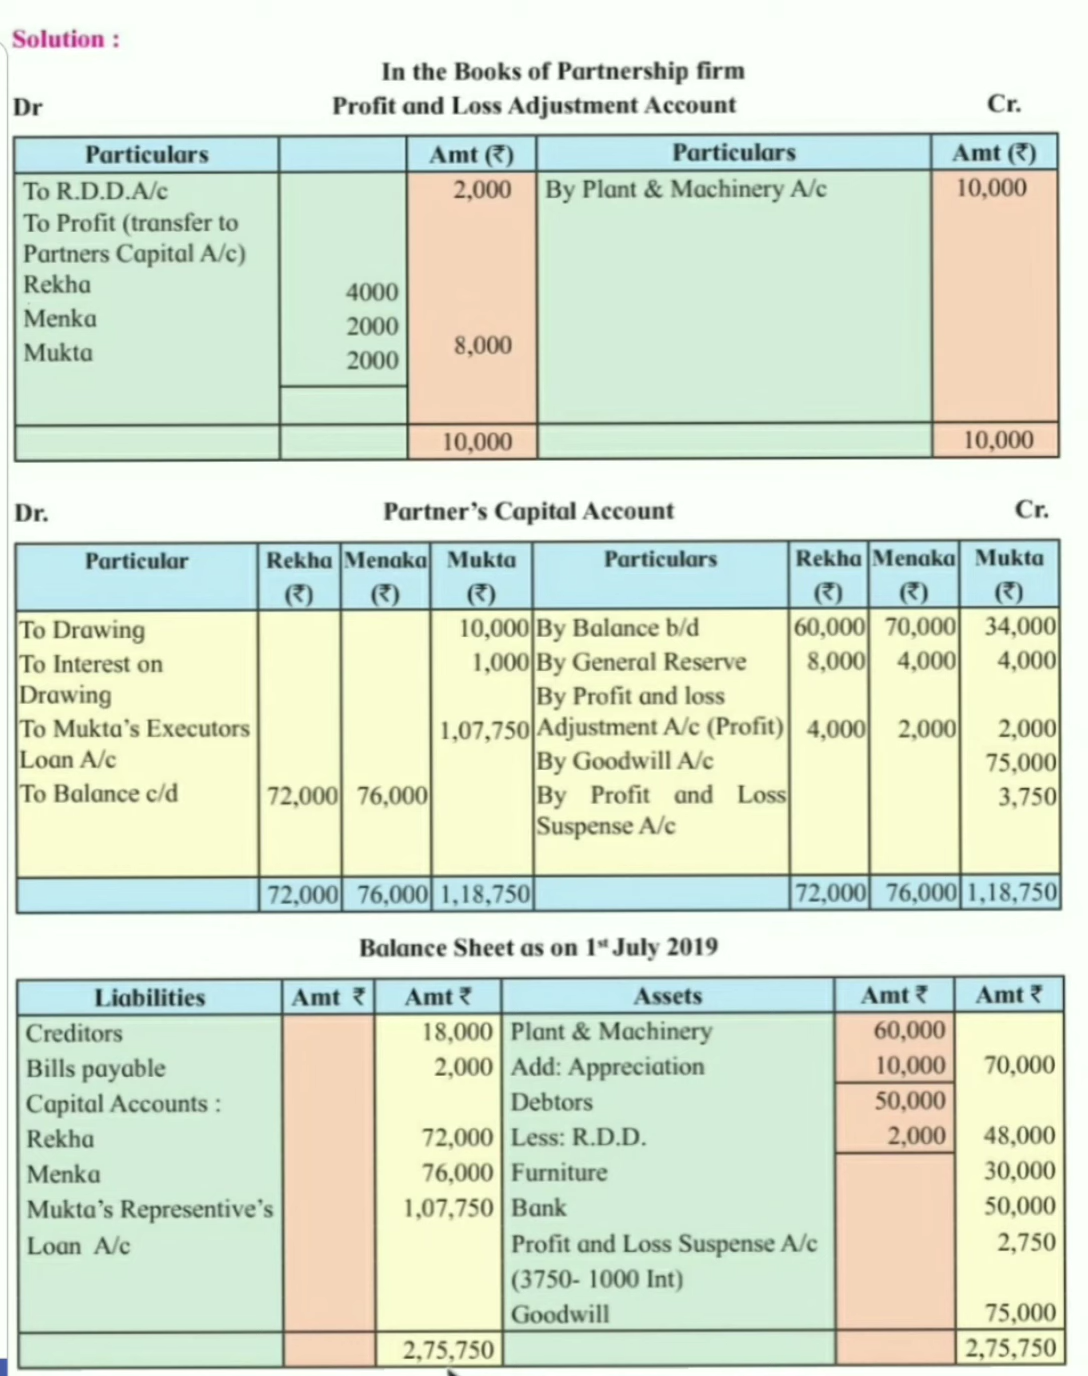 Solution :
In the Books of Partnership firm
Dr Profit and Loss Adjustment Account Cr.
Particulars Amt (₹) Particulars Amt (₹)
To R.D.D.A/c 2,000 By Plant & Machinery A/c 10,000
To Profit (transfer to
Partners Capital A/c)
Rekha 4000
Menka 2000
8,000
Mukta 2000
10,000 10,000
Dr. Partner’s Capital Account Cr.
Particular Rekha Menaka Mukta Particulars Rekha Menaka Mukta
(₹) (₹) (₹) (₹) (₹) (₹)
To Drawing 10,000 By Balance b/d 60,000 70,000 34,000
To Interest on 1,000 By General Reserve 8,000 4,000 4,000
Drawing By Profit and loss
To Mukta’s Executors 1,07,750 Adjustment A/c (Profit) 4,000 2,000 2,000
Loan A/c By Goodwill A/c 75,000
To Balance c/d 72,000 76,000 By Profit and Loss 3,750
Suspense A/c
72,000 76,000 1,18,750 72,000 76,000 1,18,750
Balance Sheet as on 1st July 2019
Liabilities Amt ₹ Amt ₹ Assets Amt ₹ Amt ₹
Creditors 18,000 Plant & Machinery 60,000
Bills payable 2,000 Add: Appreciation 10,000 70,000
Capital Accounts : Debtors 50,000
Rekha 72,000 Less: R.D.D. 2,000 48,000
Menka 76,000 Furniture 30,000
Mukta’s Representive’s 1,07,750 Bank 50,000
Loan A/c Profit and Loss Suspense A/c 2,750
(3750- 1000 Int)
Goodwill 75,000
2,75,750 2,75,750